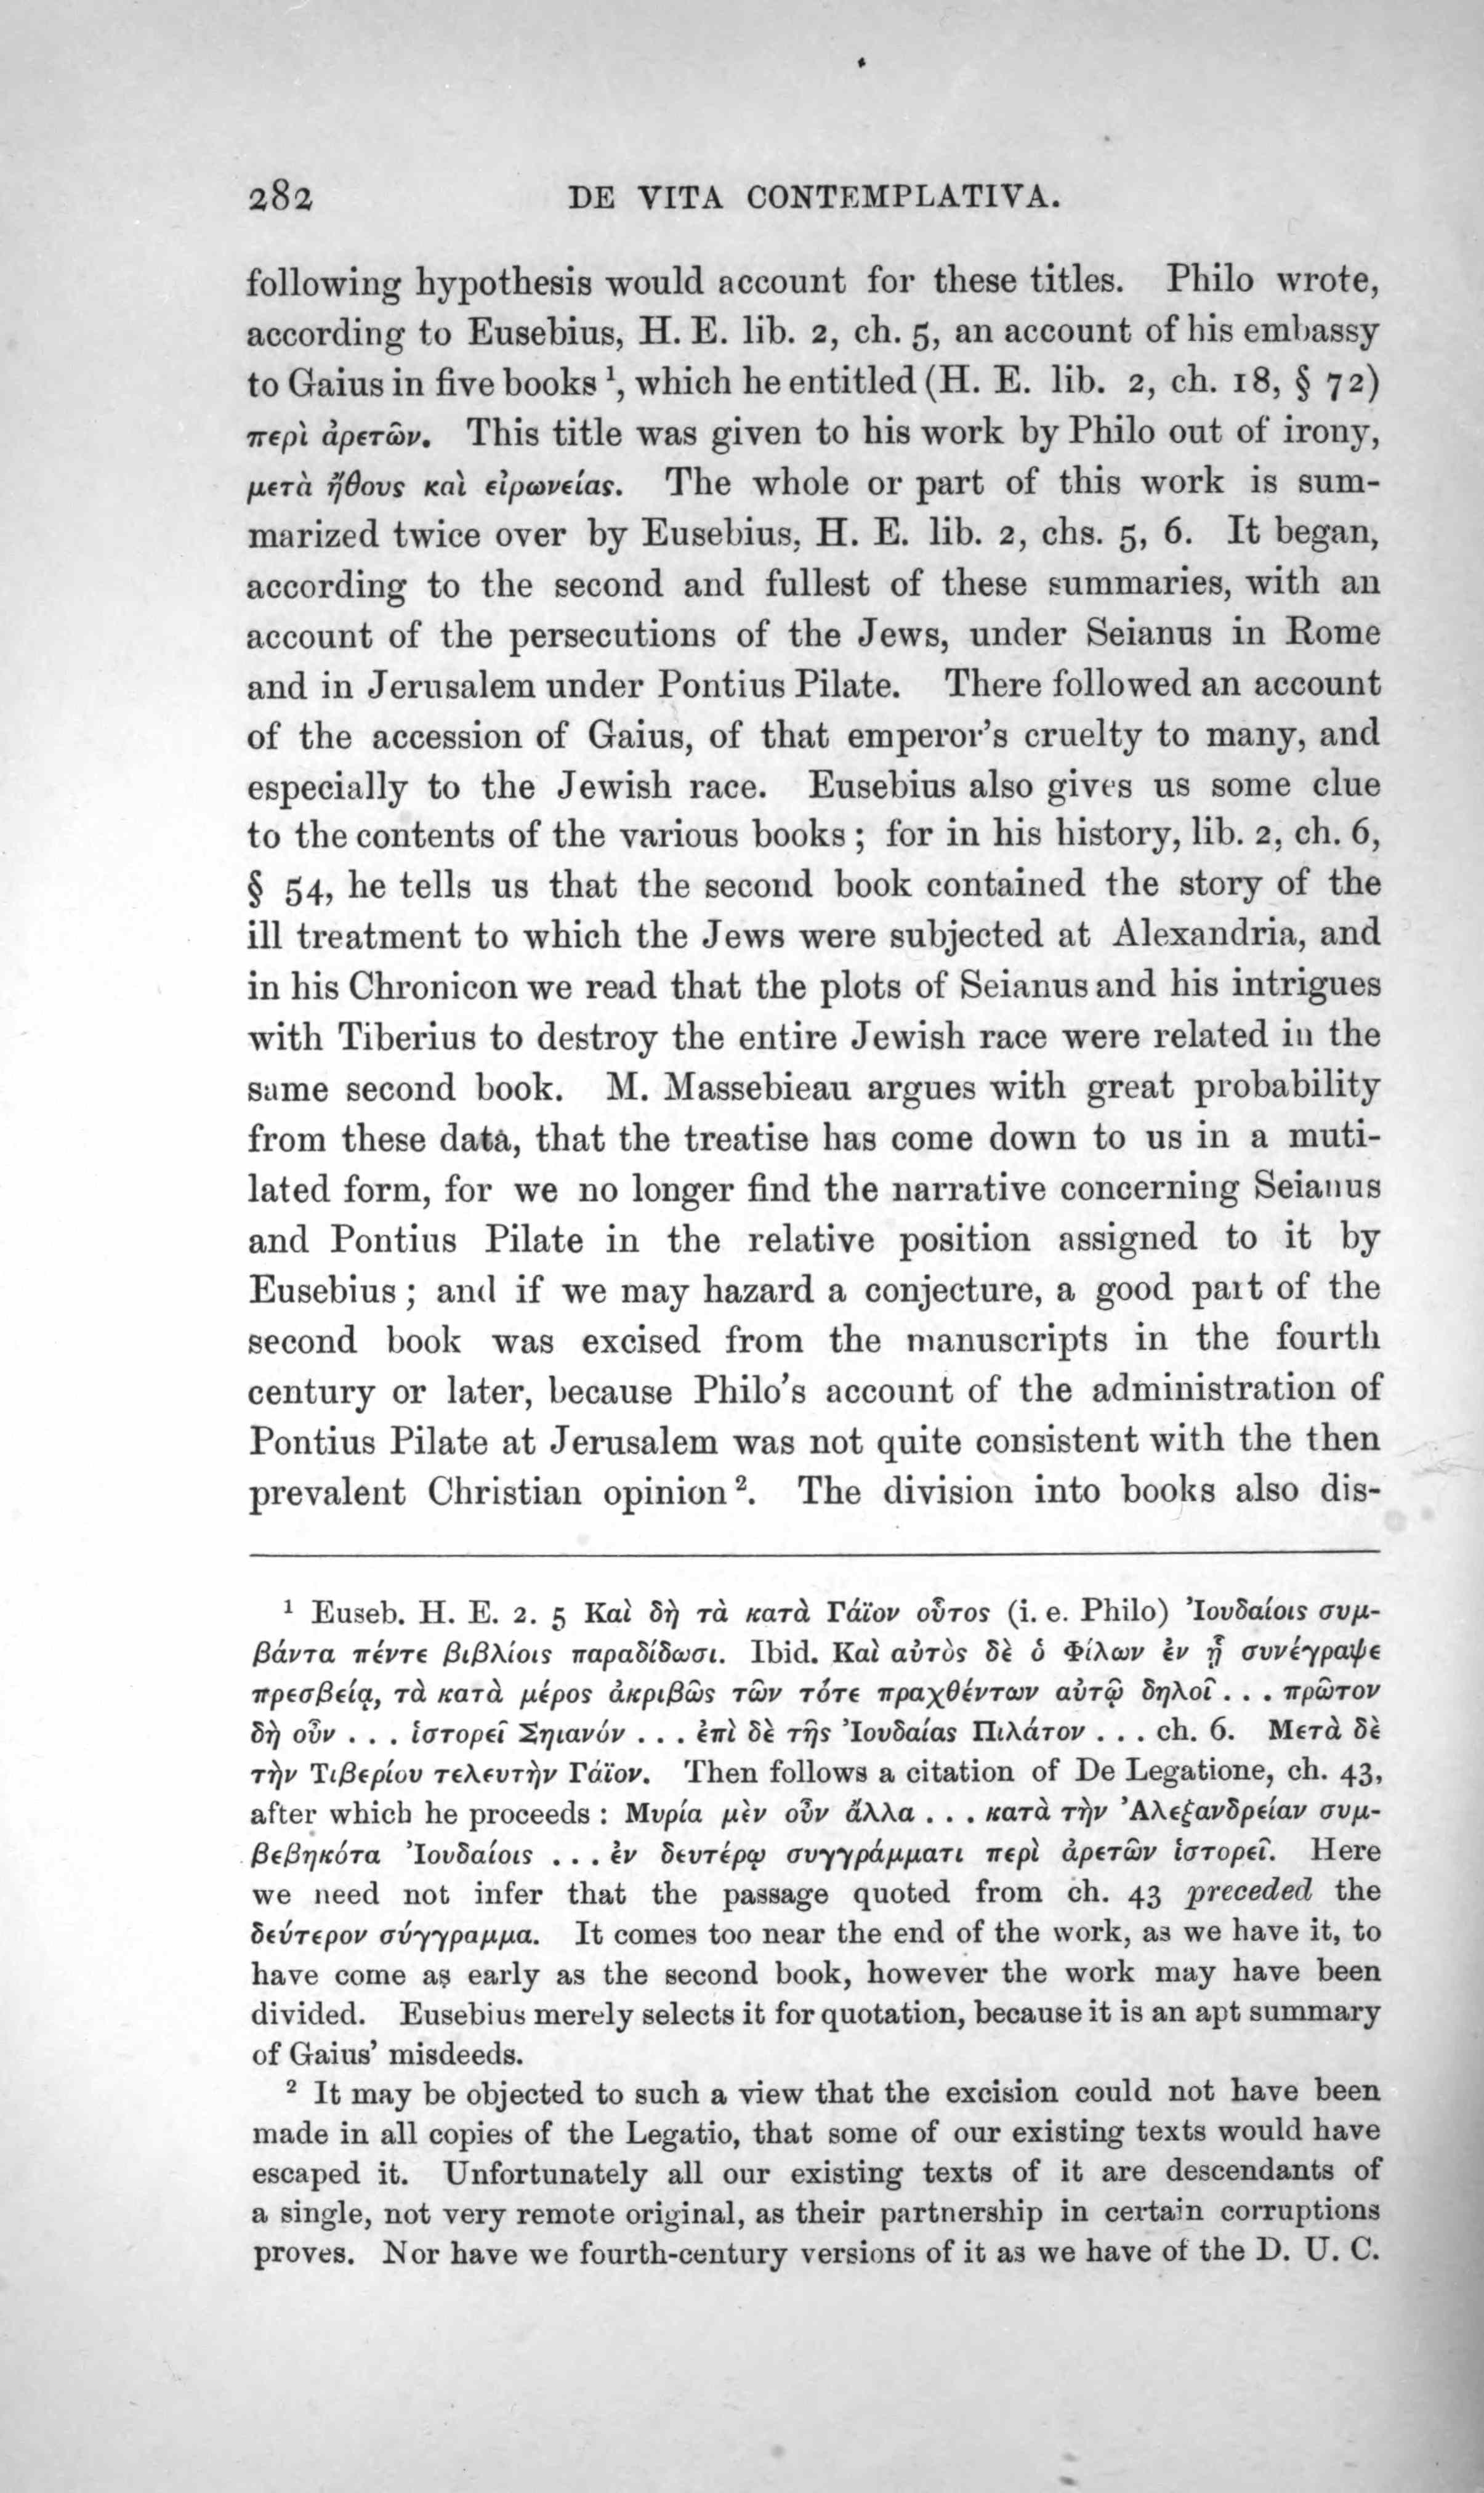 282 DE VITA CONTEMPLATIVA.
following hypothesis would account for these titles. Philo wrote,
according to Eusebius, H. E. lib. 2, ch. 5, an account of his embassy
to Gaius in five books ¹, which he entitled (H. E. lib. 2, ch. 18, § 72)
περὶ ἀρετῶν. This title was given to his work by Philo out of irony,
μετὰ ἤθους καὶ εἰρωνείας. The whole or part of this work is sum-
marized twice over by Eusebius, H. E. lib. 2, chs. 5, 6. It began,
according to the second and fullest of these summaries, with an
account of the persecutions of the Jews, under Seianus in Rome
and in Jerusalem under Pontius Pilate. There followed an account
of the accession of Gaius, of that emperor's cruelty to many, and
especially to the Jewish race. Eusebius also gives us some clue
to the contents of the various books ; for in his history, lib. 2, ch. 6,
§ 54, he tells us that the second book contained the story of the
ill treatment to which the Jews were subjected at Alexandria, and
in his Chronicon we read that the plots of Seianus and his intrigues
with Tiberius to destroy the entire Jewish race were related in the
same second book. M. Massebieau argues with great probability
from these data, that the treatise has come down to us in a muti-
lated form, for we no longer find the narrative concerning Seianus
and Pontius Pilate in the relative position assigned to it by
Eusebius ; and if we may hazard a conjecture, a good part of the
second book was excised from the manuscripts in the fourth
century or later, because Philo's account of the administration of
Pontius Pilate at Jerusalem was not quite consistent with the then
prevalent Christian opinion ². The division into books also dis-
¹ Euseb. H. E. 2. 5 Καὶ δὴ τὰ κατὰ Γάϊον οὗτος (i. e. Philo) Ἰουδαίοις συμ-
βάντα πέντε βιβλίοις παραδίδωσι. Ibid. Καὶ αὐτὸς δὲ ὁ Φίλων ἐν ᾗ συνέγραψε
πρεσβείᾳ, τὰ κατὰ μέρος ἀκριβῶς τῶν τότε πραχθέντων αὐτῷ δηλοῖ . . . πρῶτον
δὴ οὖν . . . ἱστορεῖ Σηιανόν . . . ἐπὶ δὲ τῆς Ἰουδαίας Πιλάτον . . . ch. 6. Μετὰ δὲ
τὴν Τιβερίου τελευτὴν Γάϊον. Then follows a citation of De Legatione, ch. 43,
after which he proceeds : Μυρία μὲν οὖν ἄλλα . . . κατὰ τὴν Ἀλεξανδρείαν συμ-
βεβηκότα Ἰουδαίοις . . . ἐν δευτέρῳ συγγράμματι περὶ ἀρετῶν ἱστορεῖ. Here
we need not infer that the passage quoted from ch. 43 preceded the
δεύτερον σύγγραμμα. It comes too near the end of the work, as we have it, to
have come as early as the second book, however the work may have been
divided. Eusebius merely selects it for quotation, because it is an apt summary
of Gaius' misdeeds.
² It may be objected to such a view that the excision could not have been
made in all copies of the Legatio, that some of our existing texts would have
escaped it. Unfortunately all our existing texts of it are descendants of
a single, not very remote original, as their partnership in certain corruptions
proves. Nor have we fourth-century versions of it as we have of the D. U. C.